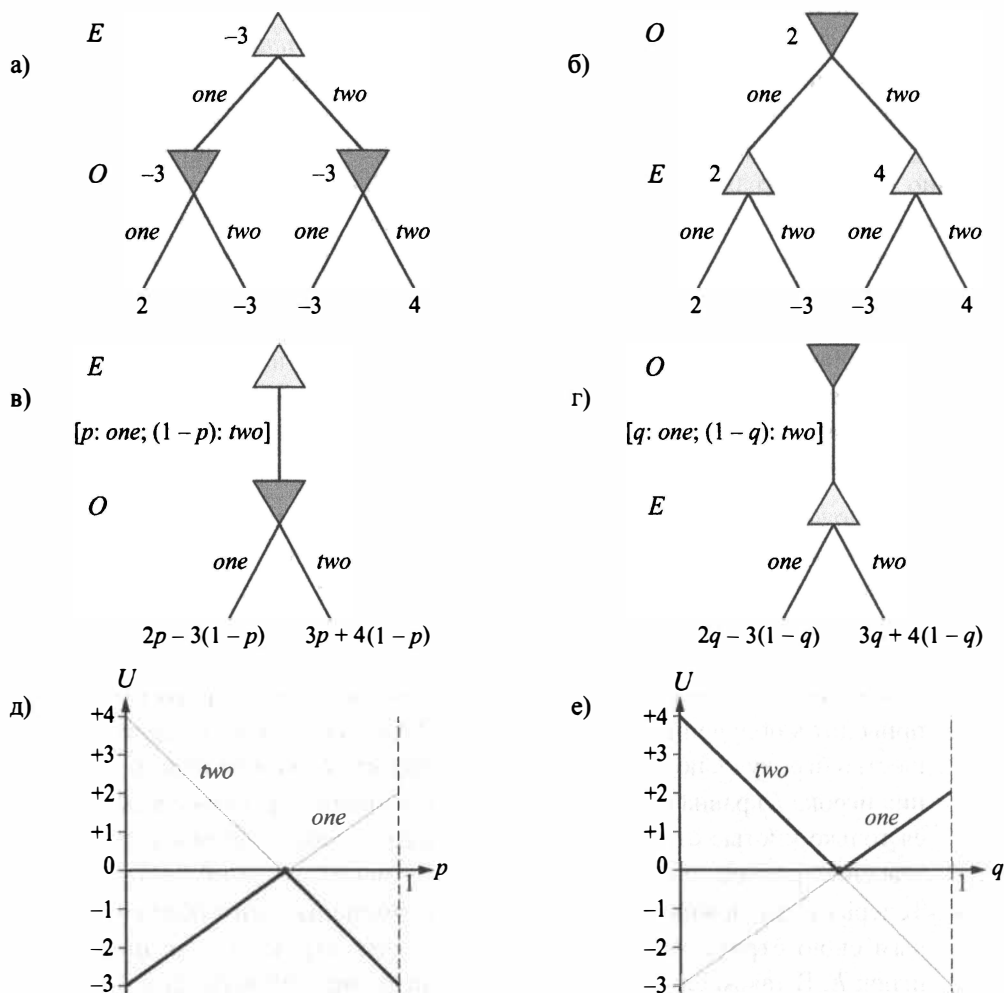 а)
E
–3
one
two
O
–3
–3
one
two
one
two
2
–3
–3
4
б)
O
2
one
two
E
2
4
one
two
one
two
2
–3
–3
4
в)
E
[p: one; (1 – p): two]
O
one
two
2p – 3(1 – p)
3p + 4(1 – p)
г)
O
[q: one; (1 – q): two]
E
one
two
2q – 3(1 – q)
3q + 4(1 – q)
д)
U
+4
+3
+2
+1
0
–1
–2
–3
two
one
1
p
е)
U
+4
+3
+2
+1
0
–1
–2
–3
two
one
1
q